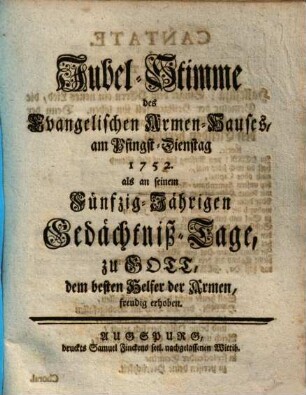 Jubel-Stimme
des
Evangelischen Armen-Hauses,
am Pfingst-Dienstag
1752.
als an seinem
Fünfzig-Jährigen
Gedächtniß-Tage,
zu GOTT,
dem besten Helfer der Armen,
freudig erhoben.
AUGSPURG,
druckts Samuel Finckens seel. nachgelassenen Wittib.
Choral.
CANTATE.